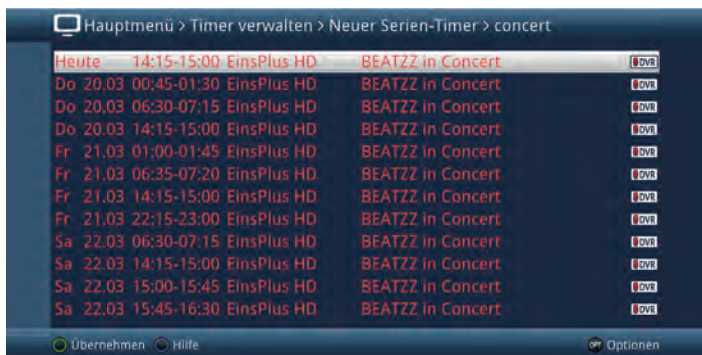 Hauptmenü > Timer verwalten > Neuer Serien-Timer > concert
Heute 14:15-15:00 EinsPlus HD BEATZZ in Concert DVR
Do 20.03 00:45-01:30 EinsPlus HD BEATZZ in Concert DVR
Do 20.03 06:30-07:15 EinsPlus HD BEATZZ in Concert DVR
Do 20.03 14:15-15:00 EinsPlus HD BEATZZ in Concert DVR
Fr 21.03 01:00-01:45 EinsPlus HD BEATZZ in Concert DVR
Fr 21.03 06:35-07:20 EinsPlus HD BEATZZ in Concert DVR
Fr 21.03 14:15-15:00 EinsPlus HD BEATZZ in Concert DVR
Fr 21.03 22:15-23:00 EinsPlus HD BEATZZ in Concert DVR
Sa 22.03 06:30-07:15 EinsPlus HD BEATZZ in Concert DVR
Sa 22.03 14:15-15:00 EinsPlus HD BEATZZ in Concert DVR
Sa 22.03 15:00-15:45 EinsPlus HD BEATZZ in Concert DVR
Sa 22.03 15:45-16:30 EinsPlus HD BEATZZ in Concert DVR
Übernehmen Hilfe OPT Optionen